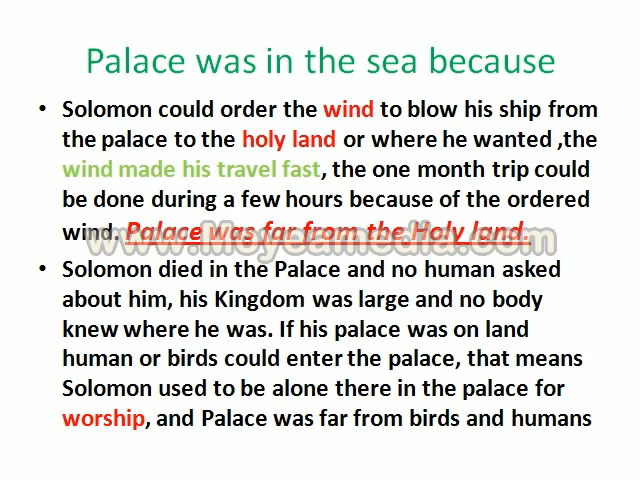 Palace was in the sea because
• Solomon could order the wind to blow his ship from
the palace to the holy land or where he wanted ,the
wind made his travel fast, the one month trip could
be done during a few hours because of the ordered
wind. Palace was far from the Holy land.
www.Moyeamedia.com
• Solomon died in the Palace and no human asked
about him, his Kingdom was large and no body
knew where he was. If his palace was on land
human or birds could enter the palace, that means
Solomon used to be alone there in the palace for
worship, and Palace was far from birds and humans